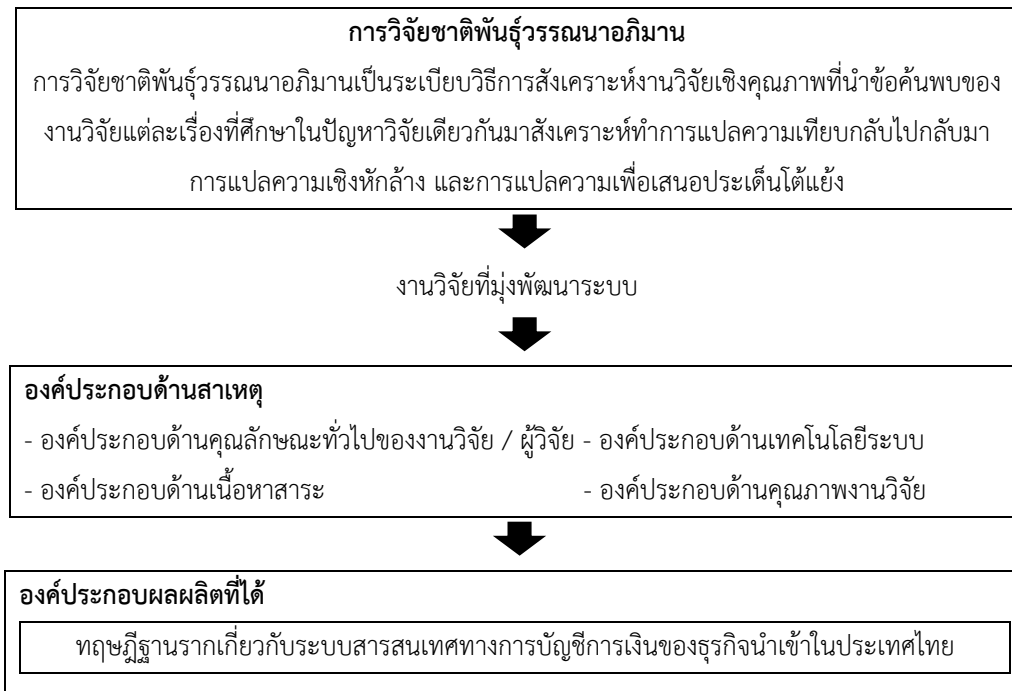 การวิจัยชาติพันธุ์วรรณนาอภิมาน
การวิจัยชาติพันธุ์วรรณนาอภิมานเป็นระเบียบวิธีการสังเคราะห์งานวิจัยเชิงคุณภาพที่นำข้อค้นพบของ
งานวิจัยแต่ละเรื่องที่ศึกษาในปัญหาวิจัยเดียวกันมาสังเคราะห์ทำการแปลความเทียบกลับไปกลับมา
การแปลความเชิงหักล้าง และการแปลความเพื่อเสนอประเด็นโต้แย้ง
งานวิจัยที่มุ่งพัฒนาระบบ
องค์ประกอบด้านสาเหตุ
- องค์ประกอบด้านคุณลักษณะทั่วไปของงานวิจัย / ผู้วิจัย - องค์ประกอบด้านเทคโนโลยีระบบ
- องค์ประกอบด้านเนื้อหาสาระ - องค์ประกอบด้านคุณภาพงานวิจัย
องค์ประกอบผลผลิตที่ได้
ทฤษฎีฐานรากเกี่ยวกับระบบสารสนเทศทางการบัญชีการเงินของธุรกิจนำเข้าในประเทศไทย